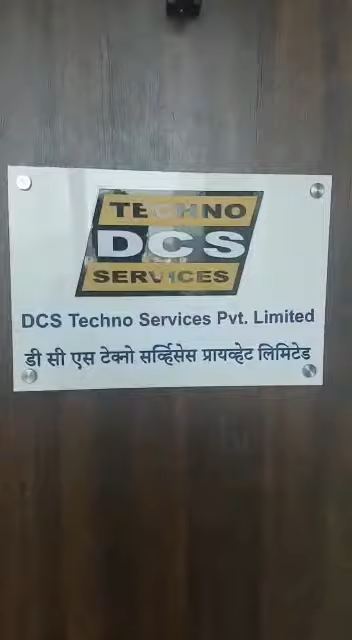 TECHNO
DCS
SERVICES
DCS Techno Services Pvt. Limited
डी सी एस टेक्नो सर्व्हिसेस प्रायव्हेट लिमिटेड